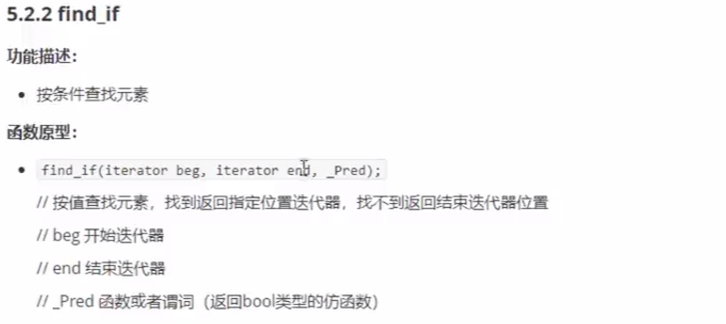 5.2.2 find_if
功能描述：
• 按条件查找元素
函数原型：
• find_if(iterator beg, iterator end, _Pred);
// 按值查找元素，找到返回指定位置迭代器，找不到返回结束迭代器位置
// beg 开始迭代器
// end 结束迭代器
// _Pred 函数或者谓词（返回bool类型的仿函数）